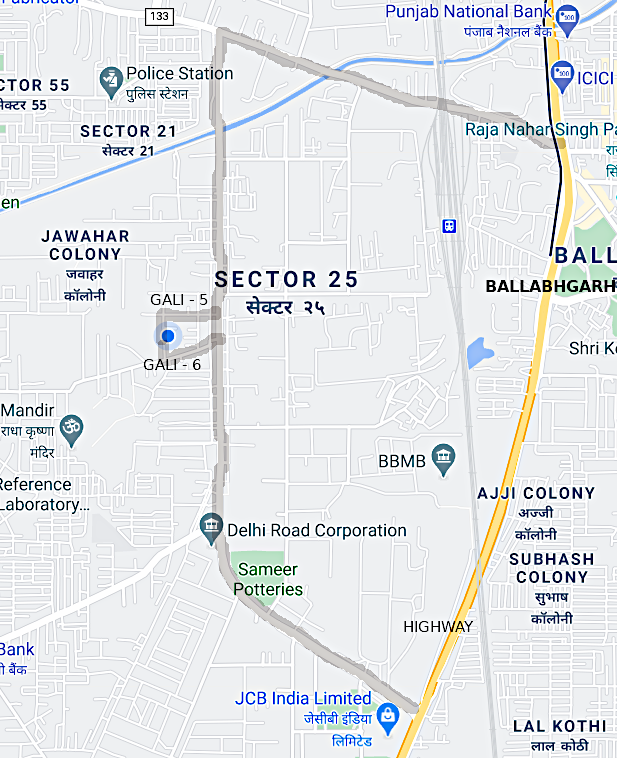 Fabricator
133
Punjab National Bank
पंजाब नैशनल बैंक
ICICI
CTOR 55
सेक्टर 55
Police Station
पुलिस स्टेशन
SECTOR 21
सेक्टर 21
Raja Nahar Singh Pa
रा
सिं
en
JAWAHAR
COLONY
जवाहर
कॉलोनी
SECTOR 25
सेक्टर २५
BALL
BALLABHGARH
GALI - 5
GALI - 6
Shri K
Mandir
राधा कृष्णा
मंदिर
BBMB
Reference
Laboratory...
AJJI COLONY
अज्जी
कॉलोनी
Delhi Road Corporation
SUBHASH
COLONY
सुभाष
कॉलोनी
Sameer
Potteries
HIGHWAY
Bank
ी बैंक
JCB India Limited
जेसीबी इंडिया
लिमिटेड
LAL KOTHI
लाल कोठी